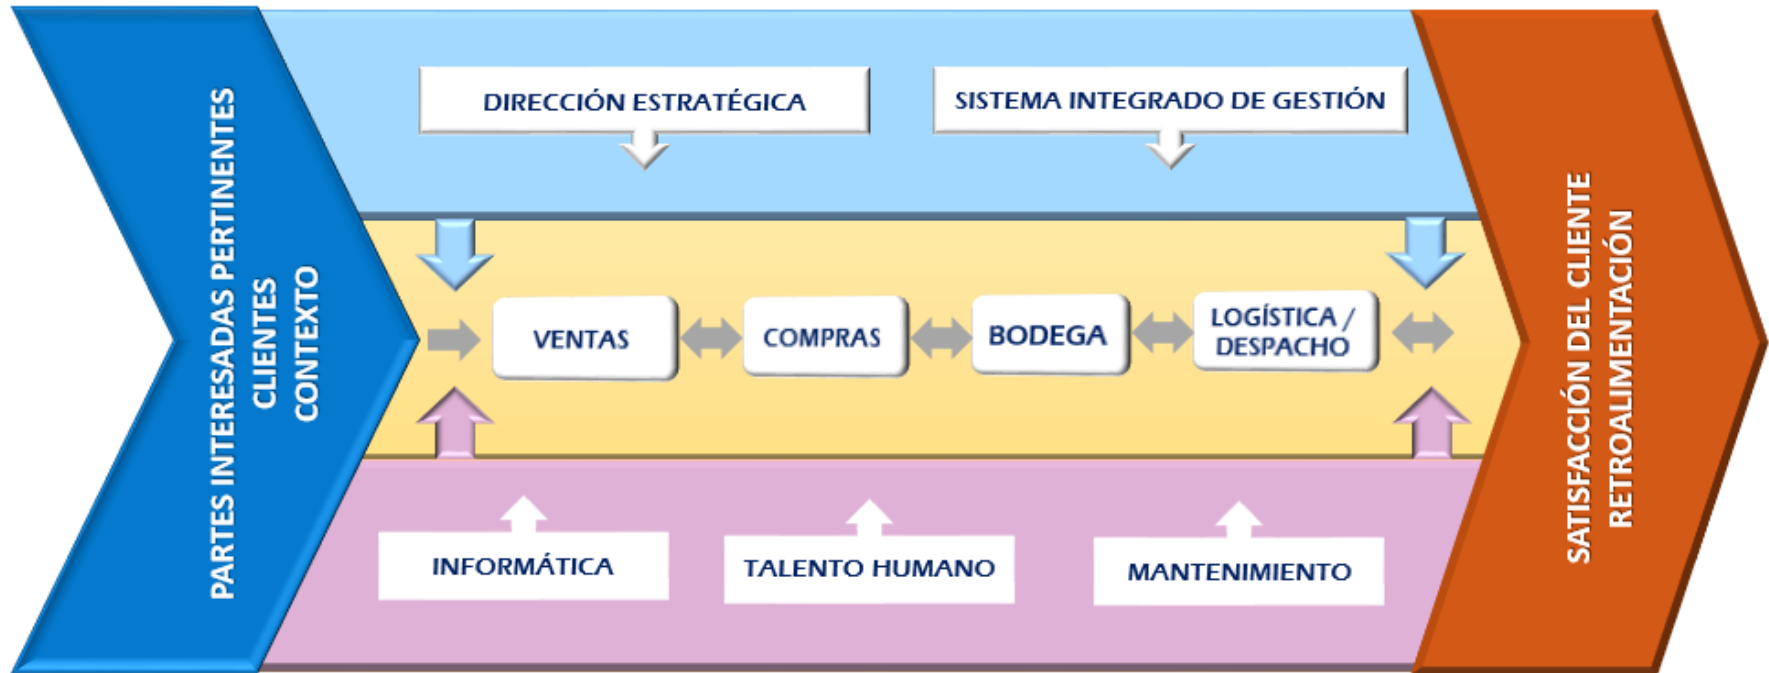 PARTES INTERESADAS PERTINENTES
CLIENTES
CONTEXTO
DIRECCIÓN ESTRATÉGICA
SISTEMA INTEGRADO DE GESTIÓN
VENTAS
COMPRAS
BODEGA
LOGÍSTICA /
DESPACHO
INFORMÁTICA
TALENTO HUMANO
MANTENIMIENTO
SATISFACCIÓN DEL CLIENTE
RETROALIMENTACIÓN